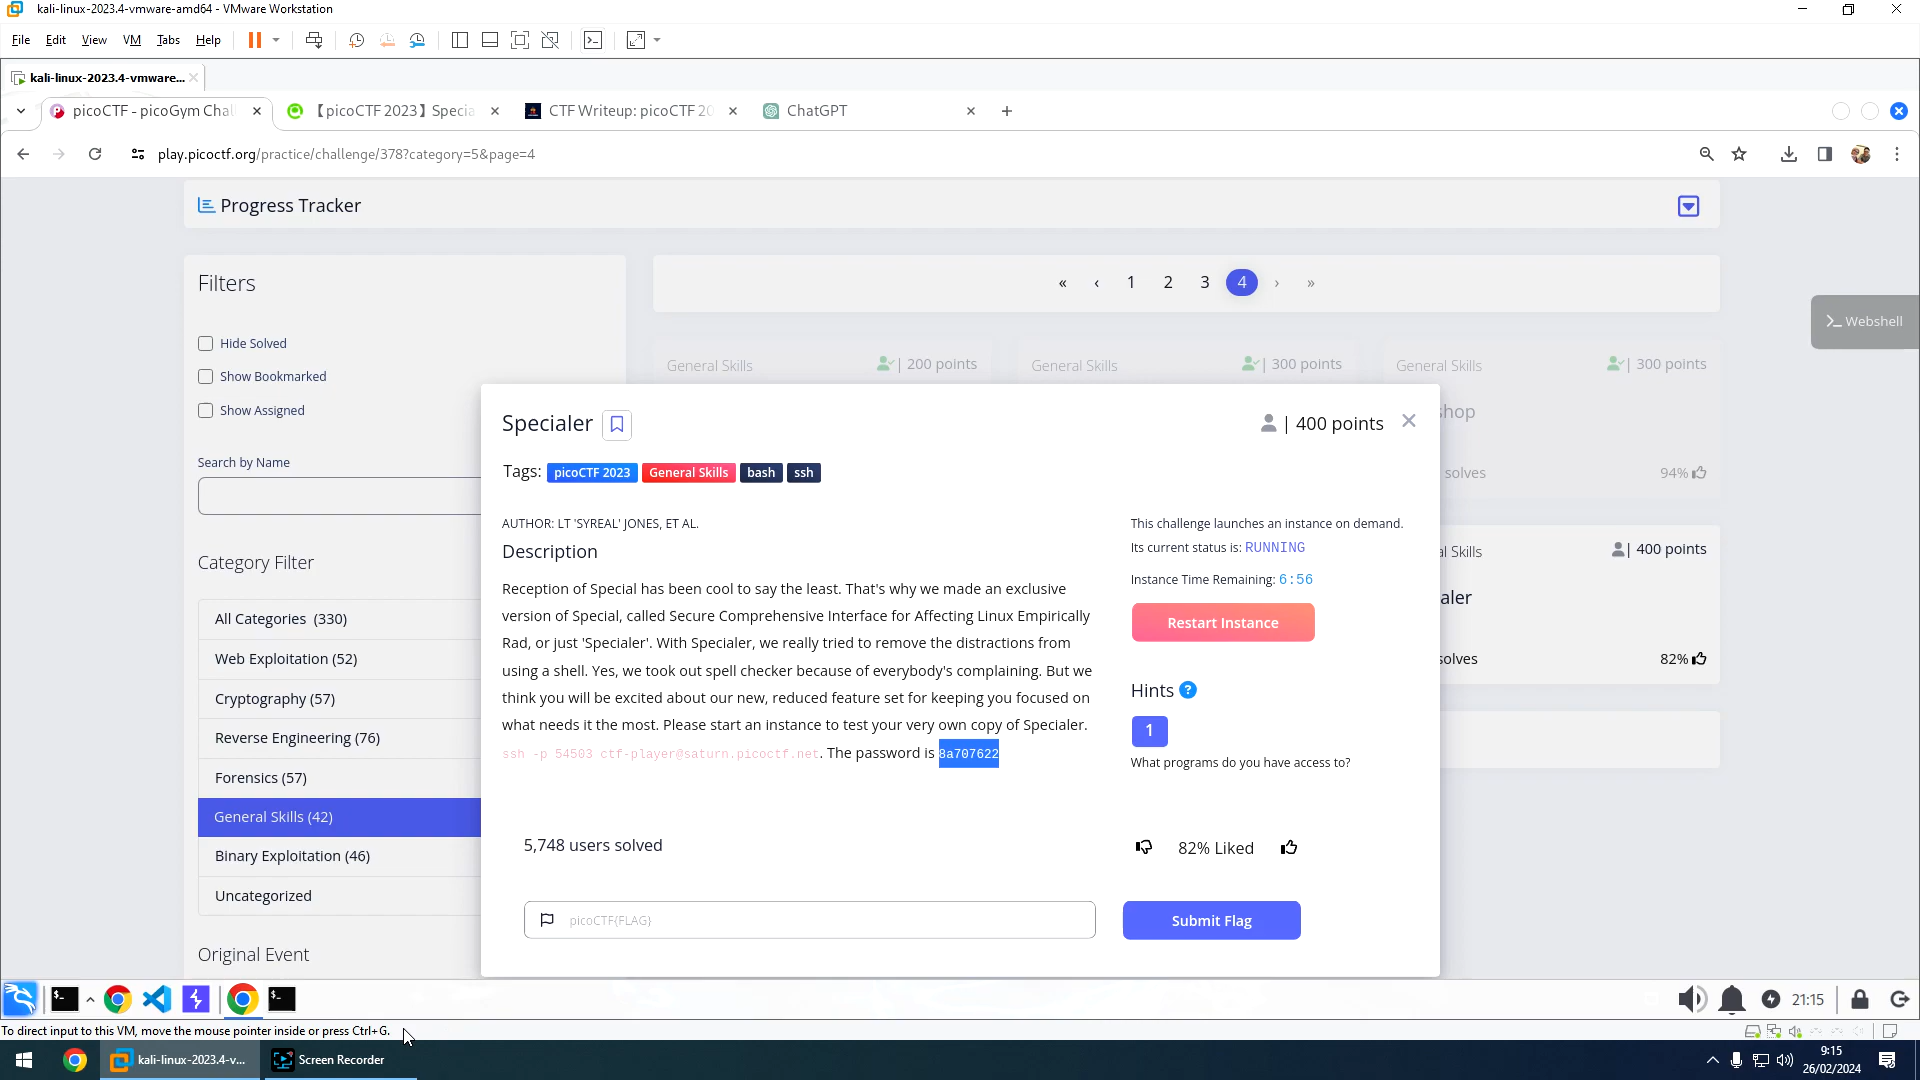 kali-linux-2023.4-vmware-amd64 - VMware Workstation
File Edit View VM Tabs Help
kali-linux-2023.4-vmware...
picoCTF - picoGym Chal
【picoCTF 2023】Specia
CTF Writeup: picoCTF 20
ChatGPT
play.picoctf.org/practice/challenge/378?category=5&page=4
Progress Tracker
Filters
Hide Solved
Show Bookmarked
Show Assigned
Search by Name
Category Filter
All Categories (330)
Web Exploitation (52)
Cryptography (57)
Reverse Engineering (76)
Forensics (57)
General Skills (42)
Binary Exploitation (46)
Uncategorized
Original Event
« ‹ 1 2 3 4 › »
Webshell
General Skills | 200 points
General Skills | 300 points
General Skills | 300 points
hop
solves 94%
al Skills | 400 points
aler
solves 82%
Specialer
| 400 points
Tags: picoCTF 2023 General Skills bash ssh
AUTHOR: LT 'SYREAL' JONES, ET AL.
Description
Reception of Special has been cool to say the least. That's why we made an exclusive
version of Special, called Secure Comprehensive Interface for Affecting Linux Empirically
Rad, or just 'Specialer'. With Specialer, we really tried to remove the distractions from
using a shell. Yes, we took out spell checker because of everybody's complaining. But we
think you will be excited about our new, reduced feature set for keeping you focused on
what needs it the most. Please start an instance to test your very own copy of Specialer.
ssh -p 54503 ctf-player@saturn.picoctf.net. The password is 8a707622
This challenge launches an instance on demand.
Its current status is: RUNNING
Instance Time Remaining: 6:56
Restart Instance
Hints ?
1
What programs do you have access to?
5,748 users solved
82% Liked
picoCTF{FLAG}
Submit Flag
21:15
To direct input to this VM, move the mouse pointer inside or press Ctrl+G.
kali-linux-2023.4-v...
Screen Recorder
9:15
26/02/2024